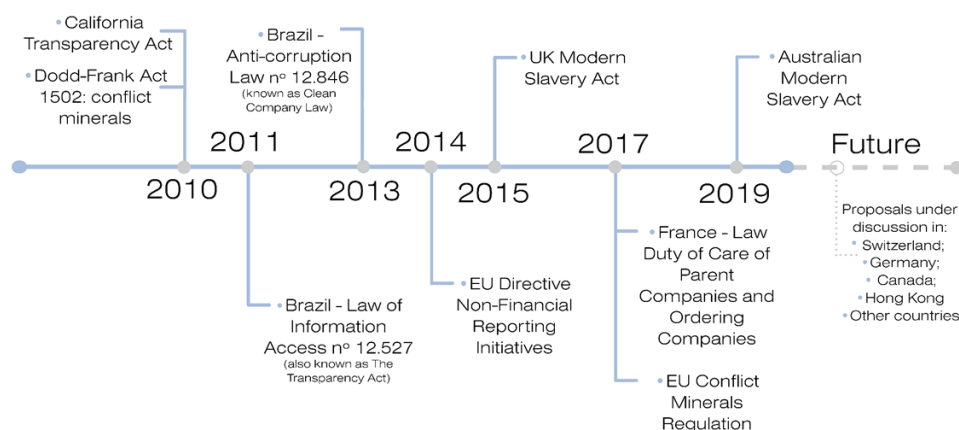 • California
Transparency Act
• Dodd-Frank Act
1502: conflict
minerals
• Brazil -
Anti-corruption
Law nº 12.846
(known as Clean
Company Law)
• UK Modern
Slavery Act
• Australian
Modern
Slavery Act
2011
2014
2017
Future
2010
2013
2015
2019
• Brazil - Law of
Information
Access nº 12.527
(also known as The
Transparency Act)
• EU Directive
Non-Financial
Reporting
Initiatives
• France - Law
Duty of Care of
Parent
Companies and
Ordering
Companies
• EU Conflict
Minerals
Regulation
Proposals under
discussion in:
• Switzerland;
• Germany;
• Canada;
• Hong Kong
• Other countries